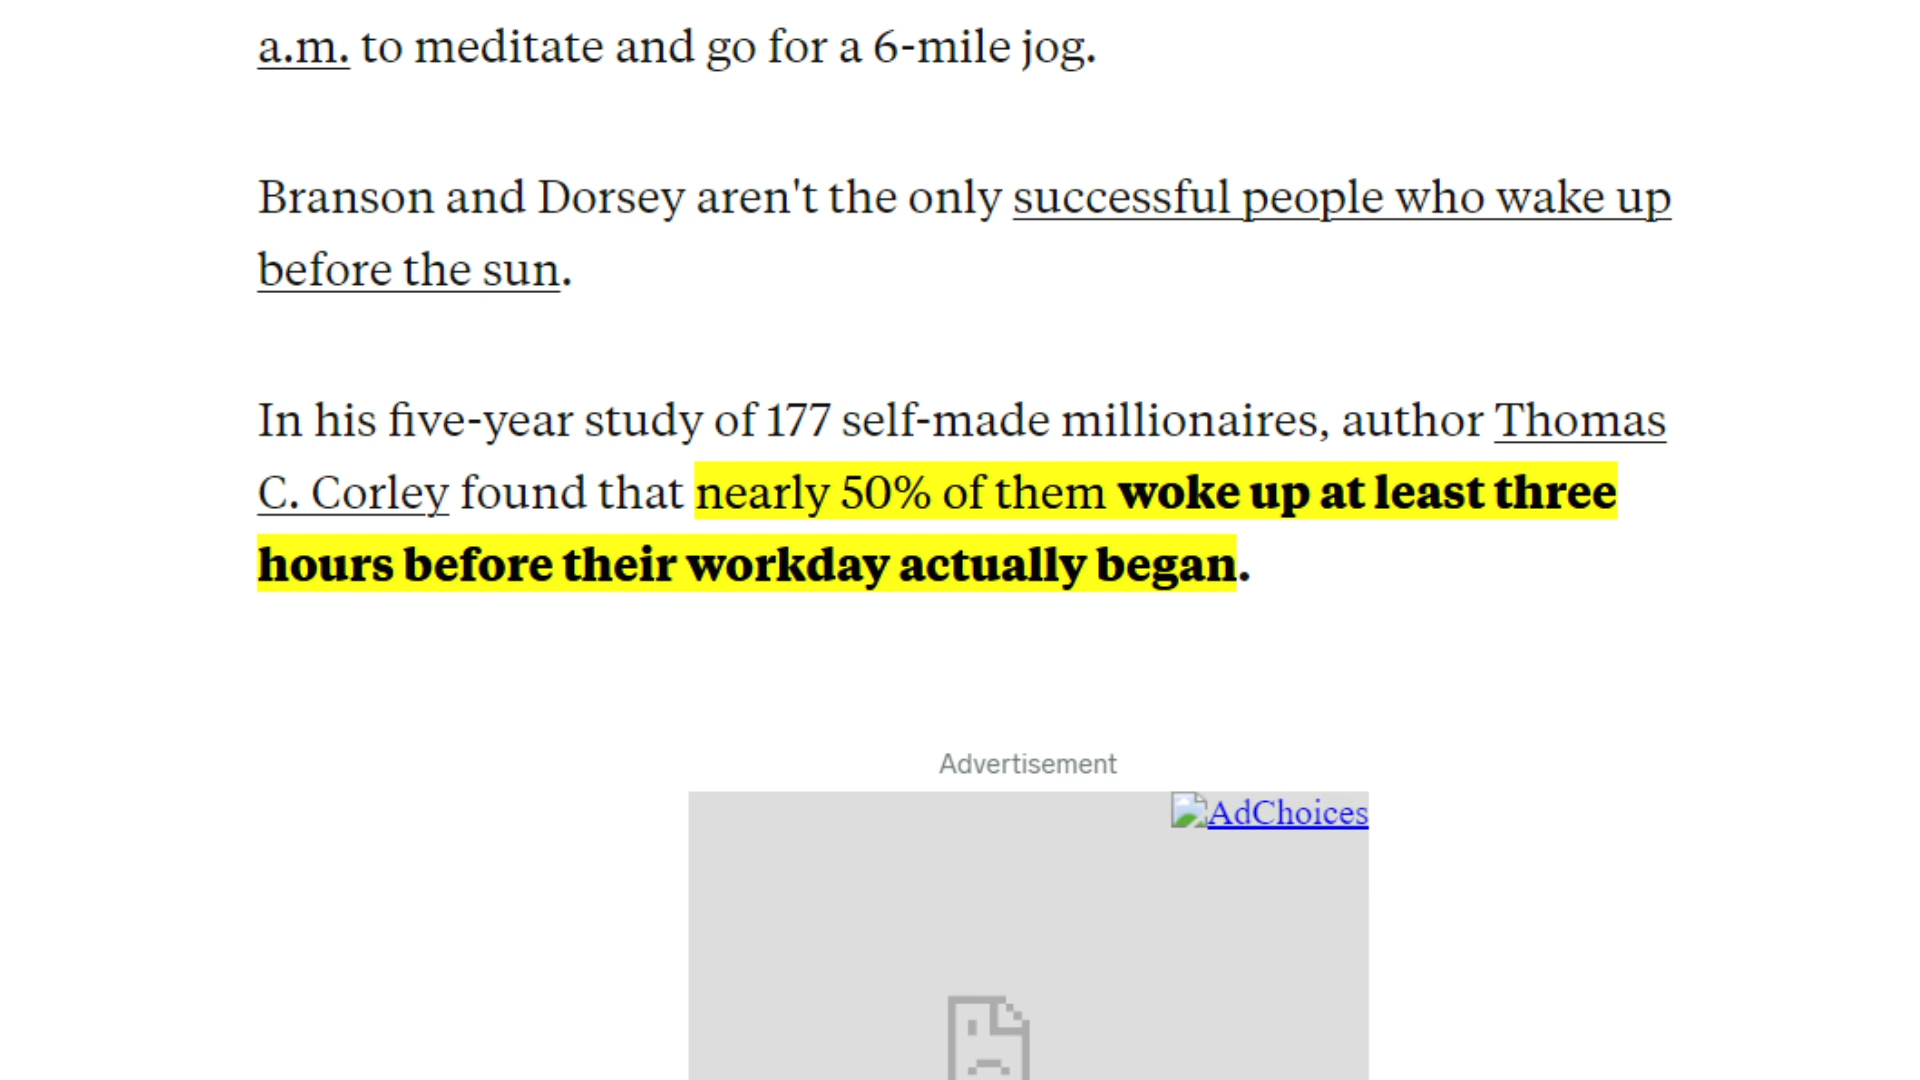 a.m. to meditate and go for a 6-mile jog.
Branson and Dorsey aren't the only successful people who wake up
before the sun.
In his five-year study of 177 self-made millionaires, author Thomas
C. Corley found that nearly 50% of them woke up at least three
hours before their workday actually began.
Advertisement
AdChoices